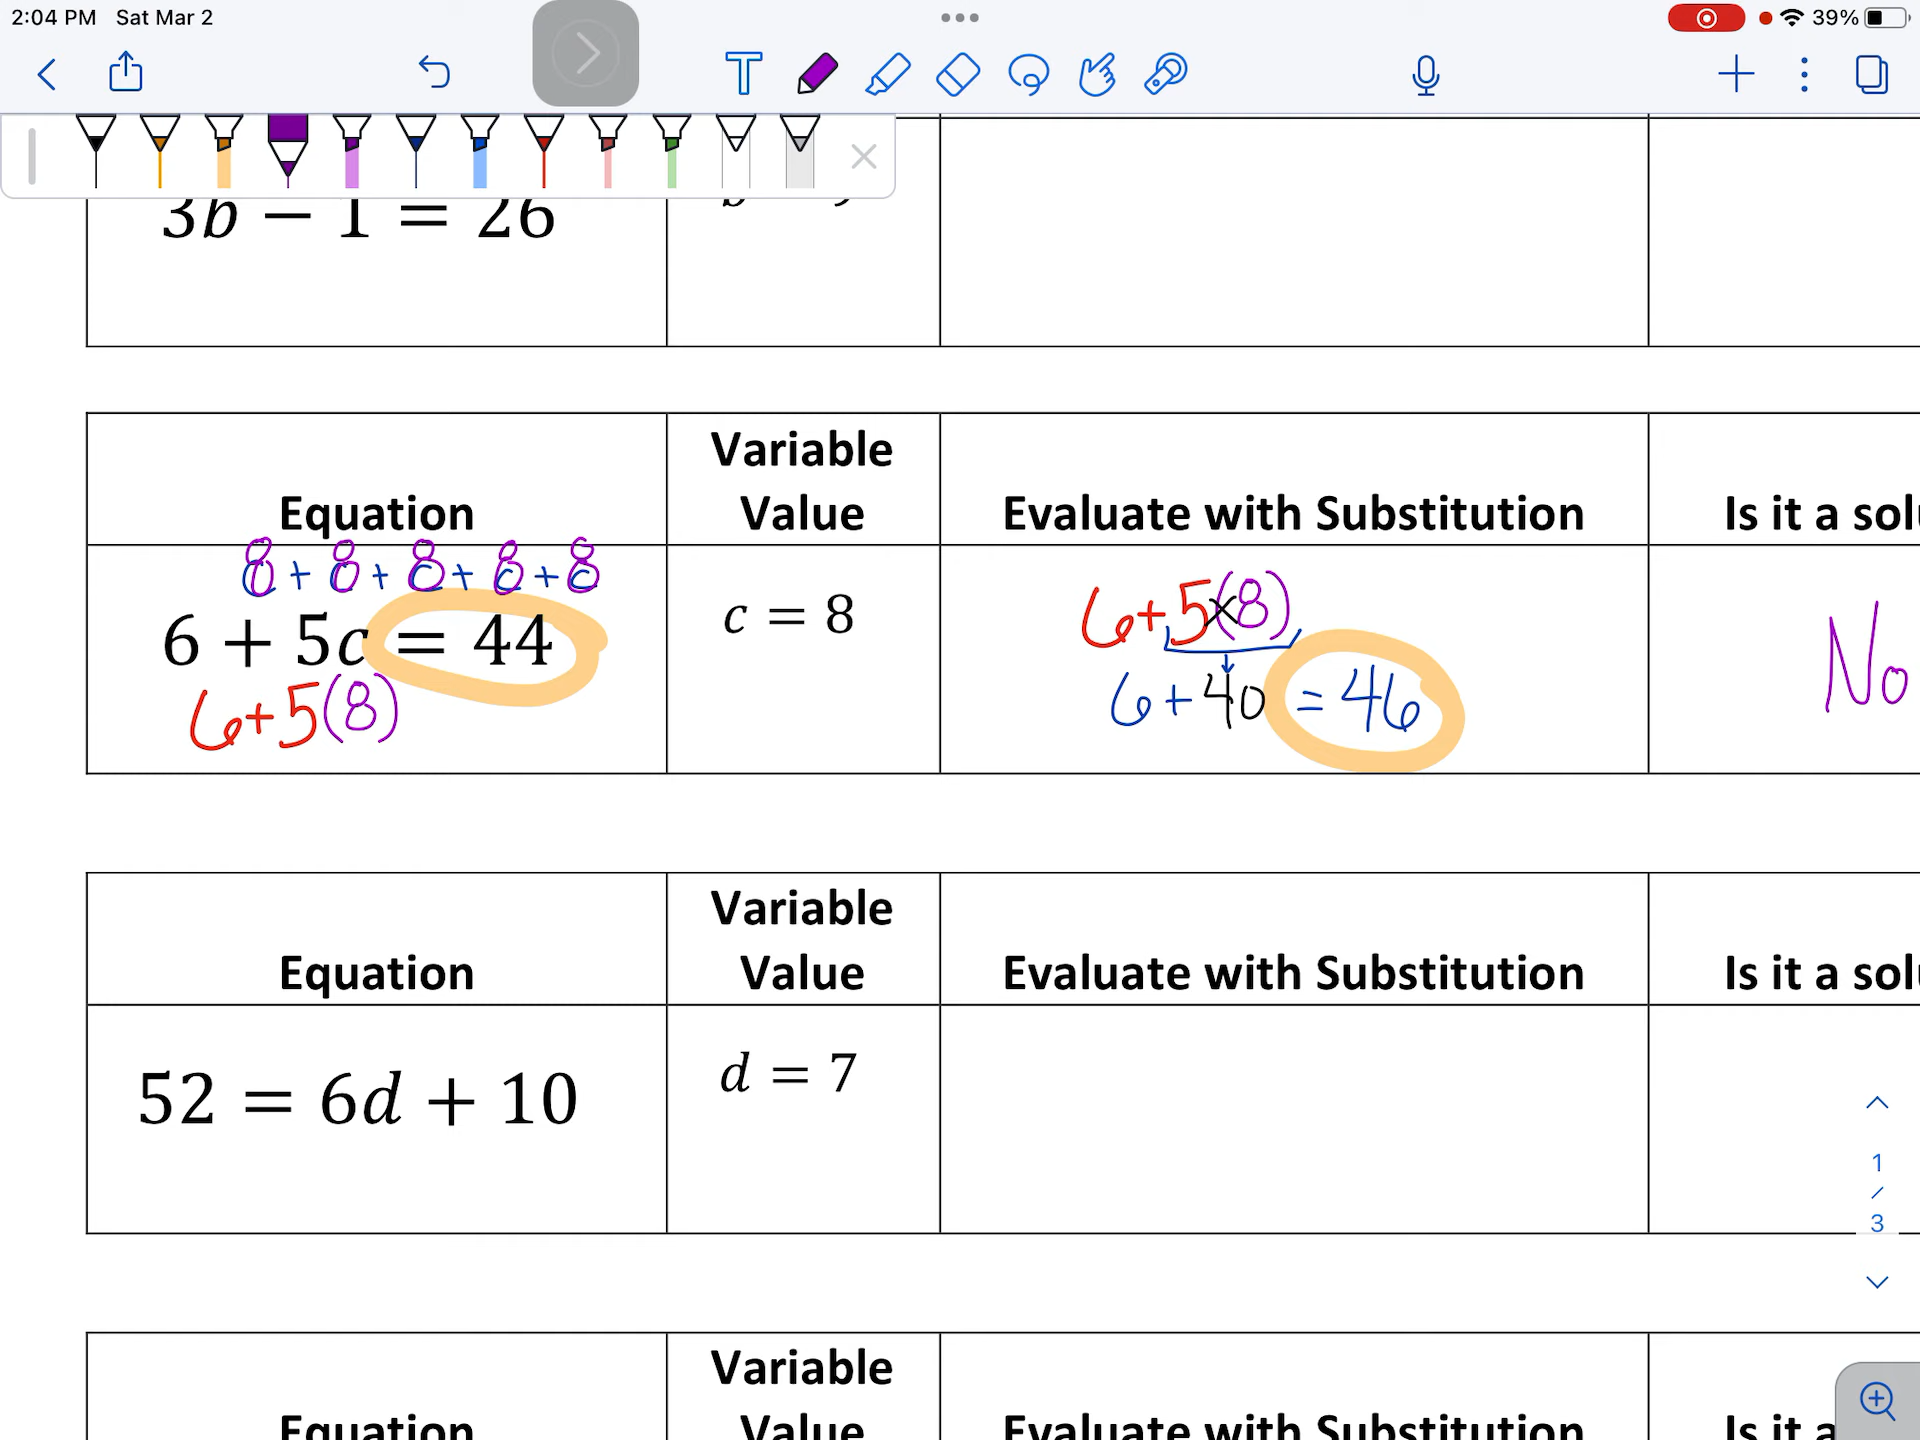 2:04 PM Sat Mar 2
39%
T
3b − 1 = 26
Equation
Variable Value
Evaluate with Substitution
Is it a sol
8 + 8 + 8 + 8 + 8
6 + 5c = 44
6+5(8)
c = 8
6+5×(8)
6+40 = 46
No
Equation
Variable Value
Evaluate with Substitution
Is it a sol
52 = 6d + 10
d = 7
1
/
3
Equation
Variable Value
Evaluate with Substitution
Is it a